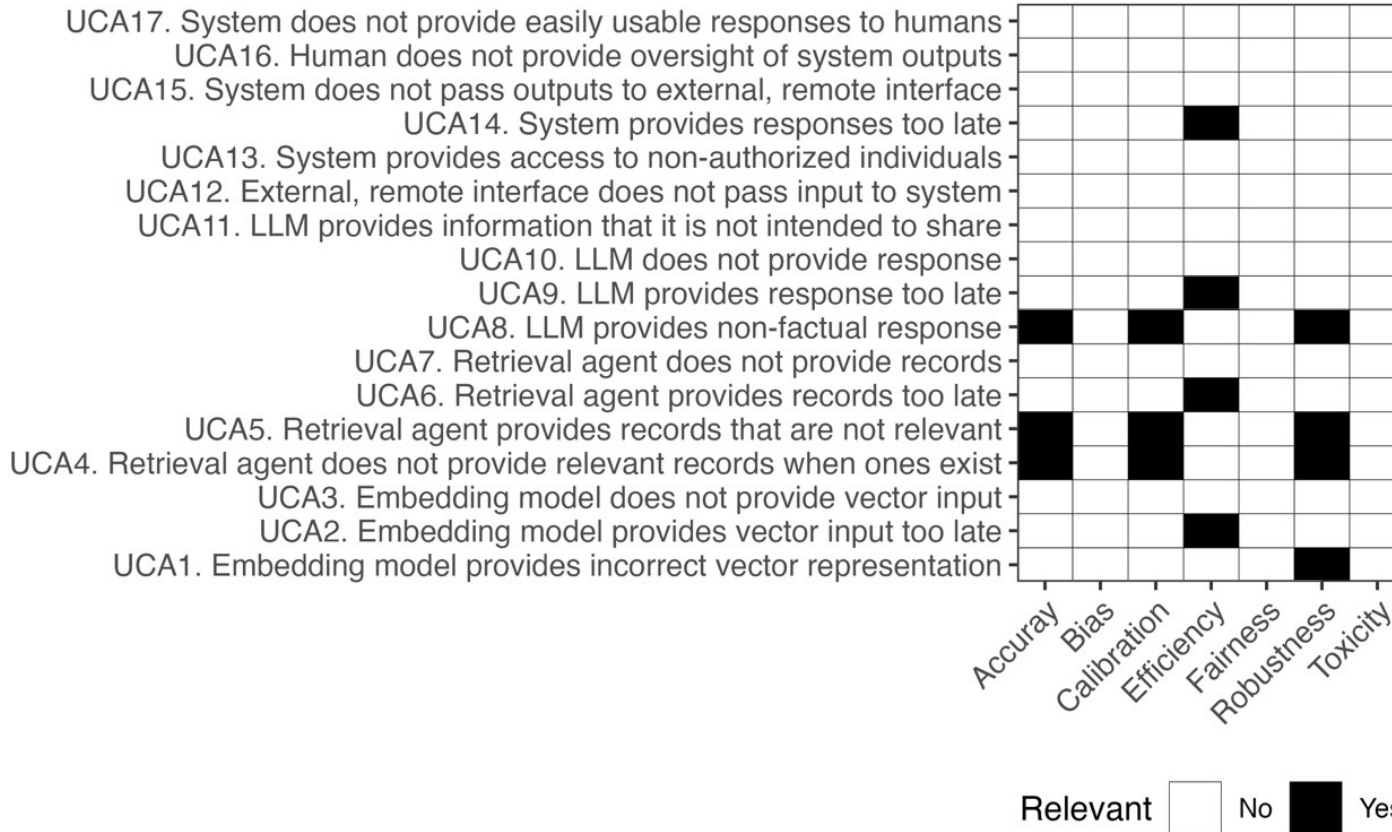 UCA17. System does not provide easily usable responses to humans
UCA16. Human does not provide oversight of system outputs
UCA15. System does not pass outputs to external, remote interface
UCA14. System provides responses too late
UCA13. System provides access to non-authorized individuals
UCA12. External, remote interface does not pass input to system
UCA11. LLM provides information that it is not intended to share
UCA10. LLM does not provide response
UCA9. LLM provides response too late
UCA8. LLM provides non-factual response
UCA7. Retrieval agent does not provide records
UCA6. Retrieval agent provides records too late
UCA5. Retrieval agent provides records that are not relevant
UCA4. Retrieval agent does not provide relevant records when ones exist
UCA3. Embedding model does not provide vector input
UCA2. Embedding model provides vector input too late
UCA1. Embedding model provides incorrect vector representation
Accuray
Bias
Calibration
Efficiency
Fairness
Robustness
Toxicity
Relevant No Yes